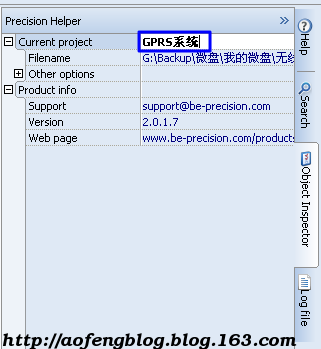 Precision Helper »
Current project GPRS系统
Filename G:\Backup\微盘\我的微盘\无线
Other options
Product info
Support support@be-precision.com
Version 2.0.1.7
Web page www.be-precision.com/product
Help
Search
Object Inspector
Log file
http://aofengblog.blog.163.com